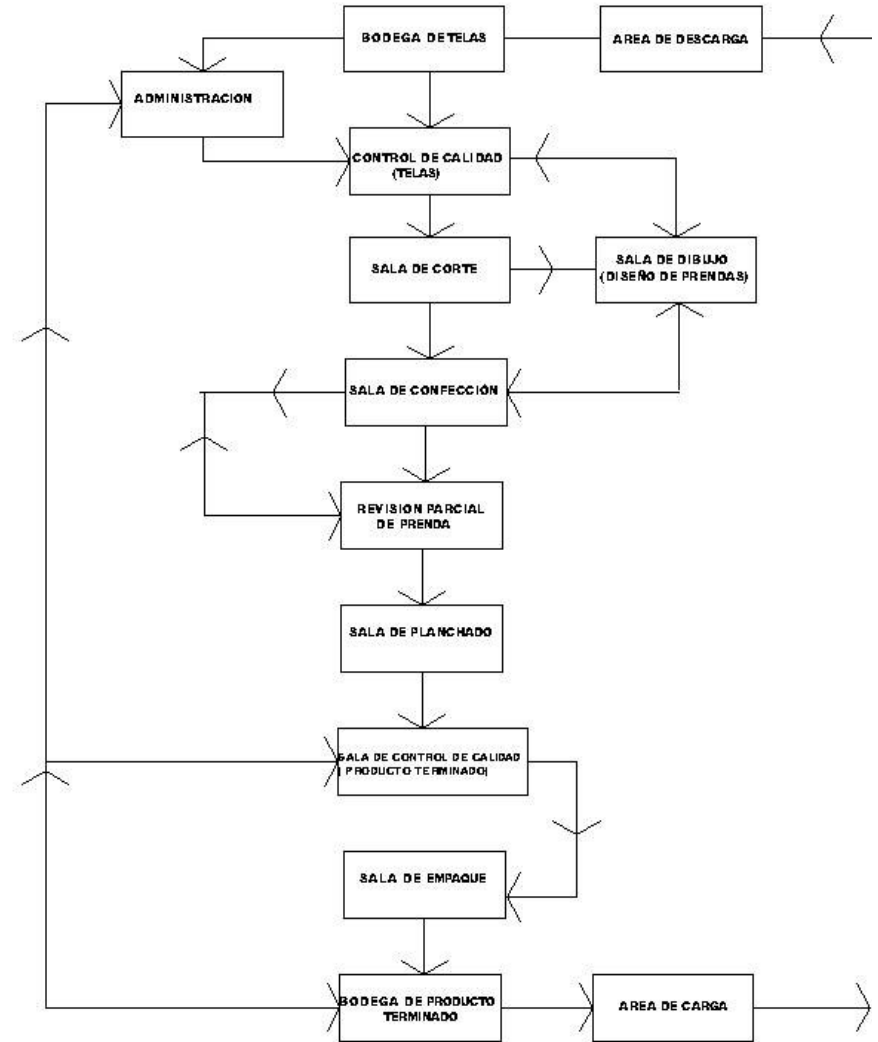 BODEGA DE TELAS
AREA DE DESCARGA
ADMINISTRACION
CONTROL DE CALIDAD
(TELAS)
SALA DE CORTE
SALA DE DIBUJO
(DISEÑO DE PRENDAS)
SALA DE CONFECCIÓN
REVISION PARCIAL
DE PRENDA
SALA DE PLANCHADO
SALA DE CONTROL DE CALIDAD
( PRODUCTO TERMINADO)
SALA DE EMPAQUE
BODEGA DE PRODUCTO
TERMINADO
AREA DE CARGA